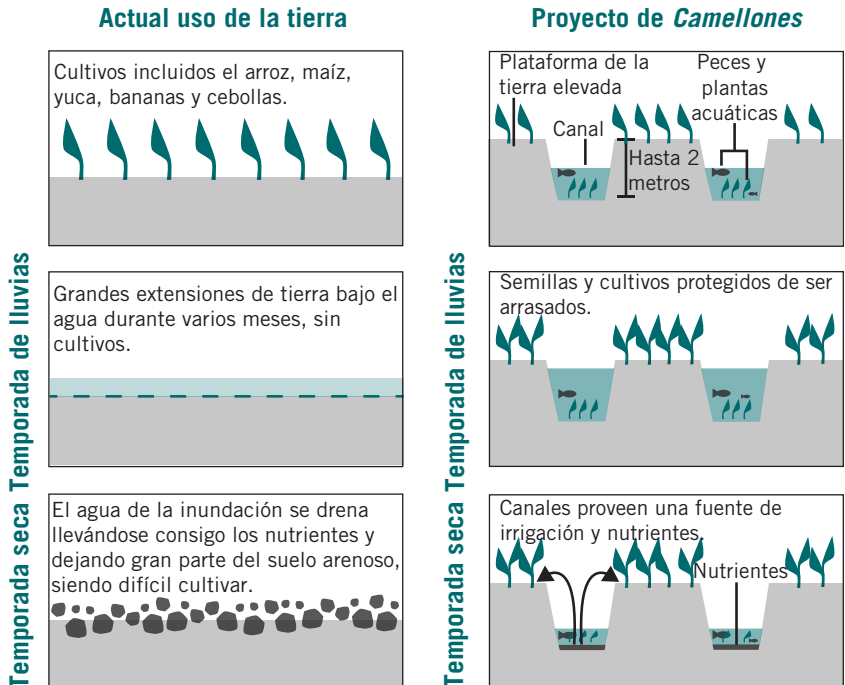 Actual uso de la tierra
Cultivos incluidos el arroz, maíz,
yuca, bananas y cebollas.
Temporada de lluvias
Grandes extensiones de tierra bajo el
agua durante varios meses, sin
cultivos.
Temporada seca
El agua de la inundación se drena
llevándose consigo los nutrientes y
dejando gran parte del suelo arenoso,
siendo difícil cultivar.
Proyecto de Camellones
Plataforma de la
tierra elevada
Canal
Peces y
plantas
acuáticas
Hasta 2
metros
Temporada de lluvias
Semillas y cultivos protegidos de ser
arrasados.
Temporada seca
Canales proveen una fuente de
irrigación y nutrientes.
Nutrientes